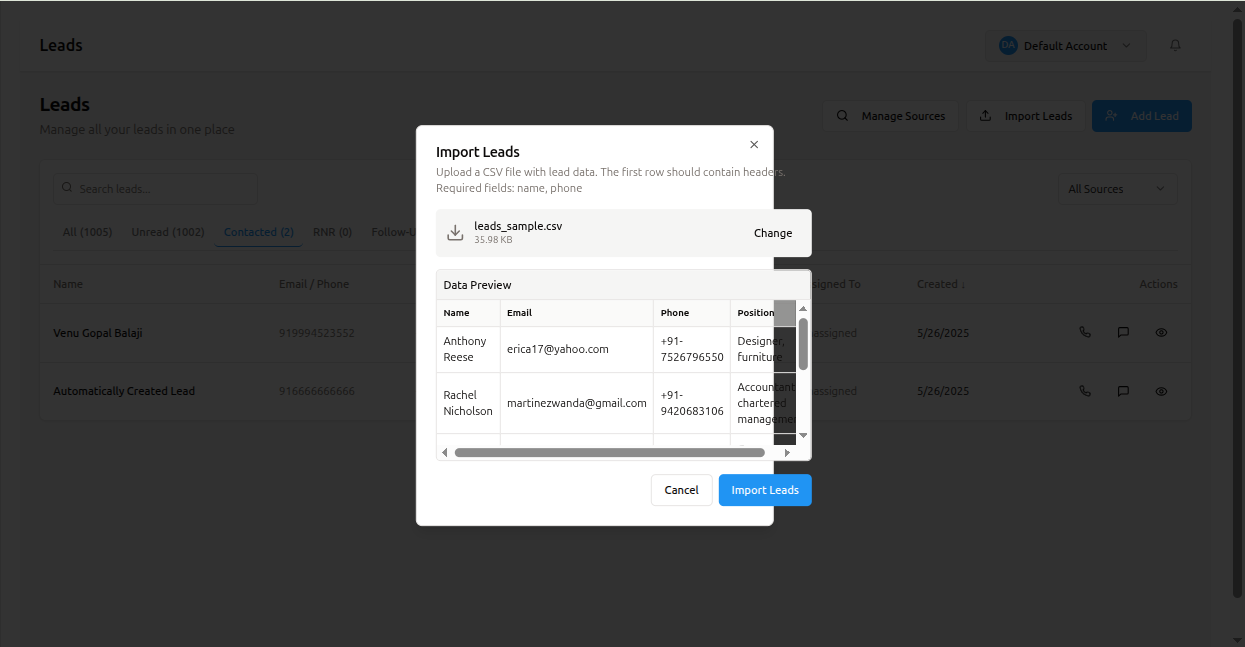 Leads
DA Default Account
Leads
Manage all your leads in one place
Manage Sources
Import Leads
Add Lead
Search leads...
All Sources
All (1005)
Unread (1002)
Contacted (2)
RNR (0)
Follow-U
Name
Email / Phone
signed To
Created ↓
Actions
Venu Gopal Balaji
919994523552
assigned
5/26/2025
Automatically Created Lead
916666666666
assigned
5/26/2025
Import Leads
Upload a CSV file with lead data. The first row should contain headers.
Required fields: name, phone
leads_sample.csv
35.98 KB
Change
Data Preview
Name
Email
Phone
Position
Anthony
Reese
erica17@yahoo.com
+91-
7526796550
Designer,
furniture
Rachel
Nicholson
martinezwanda@gmail.com
+91-
9420683106
Accountant
chartered
manageme
Cancel
Import Leads